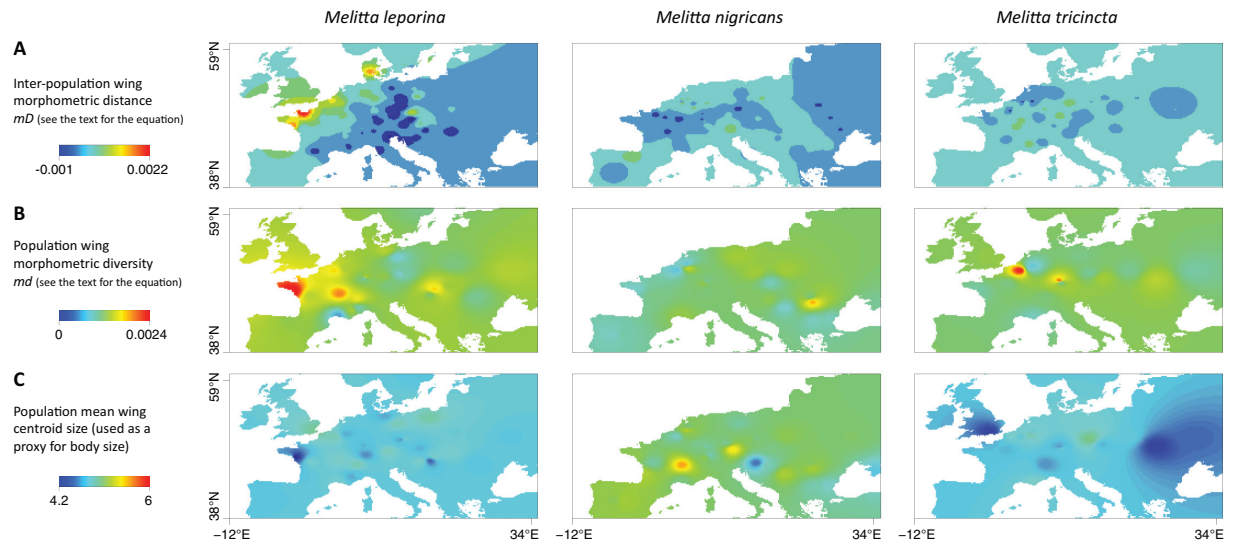 Melitta leporina
Melitta nigricans
Melitta tricincta
A
Inter-population wing
morphometric distance
mD (see the text for the equation)
-0.001 0.0022
59°N
38°N
B
Population wing
morphometric diversity
md (see the text for the equation)
0 0.0024
59°N
38°N
C
Population mean wing
centroid size (used as a
proxy for body size)
4.2 6
59°N
38°N
−12°E 34°E
−12°E 34°E
−12°E 34°E